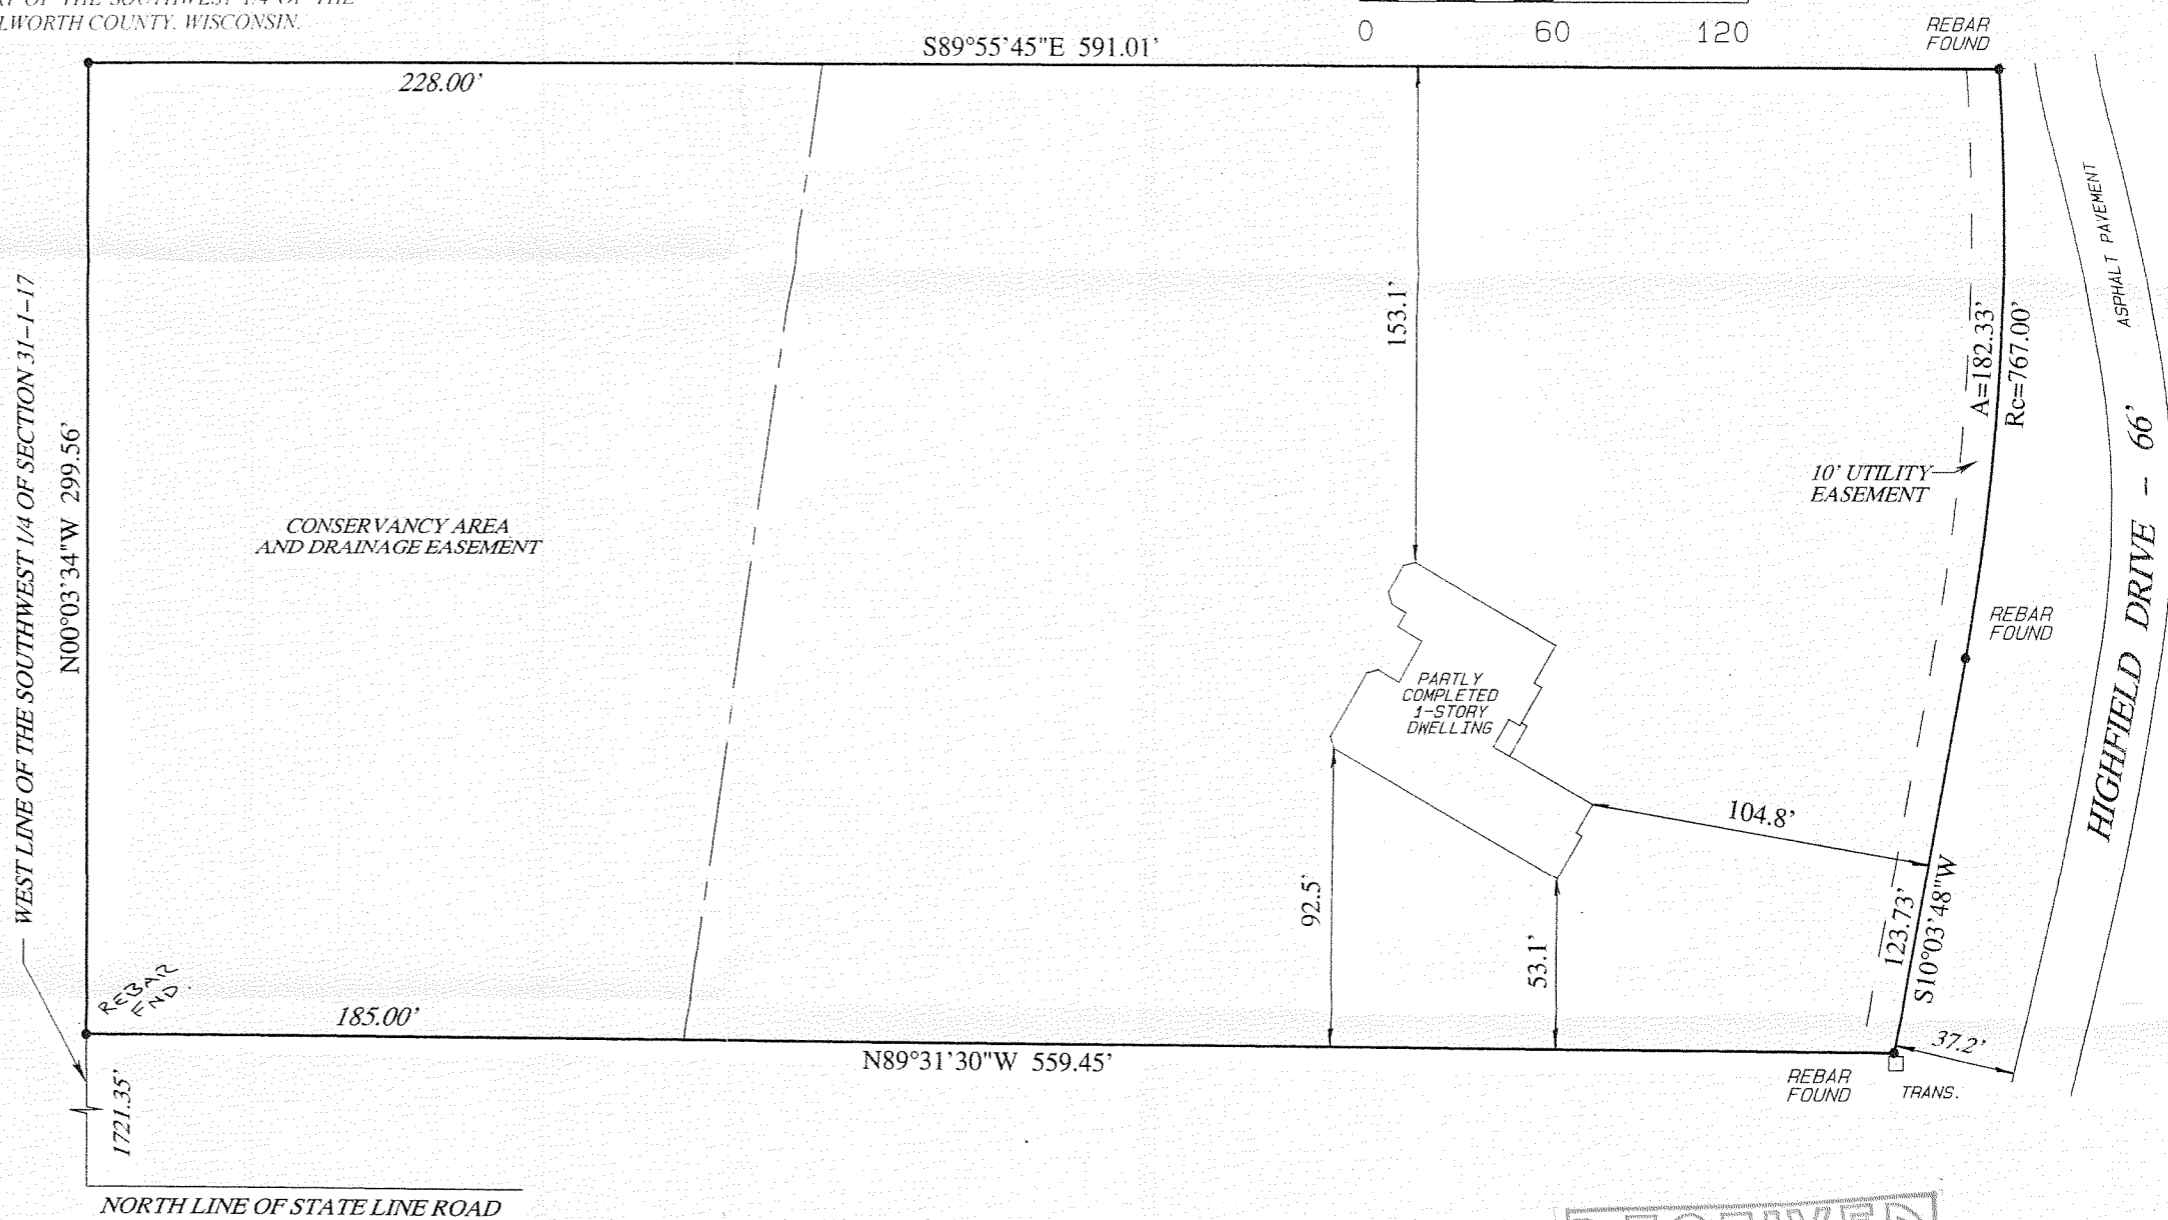 LWORTH COUNTY, WISCONSIN.
0 60 120
REBAR
FOUND
S89°55'45"E 591.01'
228.00'
WEST LINE OF THE SOUTHWEST 1/4 OF SECTION 31-1-17
N00°03'34"W 299.56'
CONSERVANCY AREA
AND DRAINAGE EASEMENT
153.1'
A=182.33'
Rc=767.00'
ASPHALT PAVEMENT
10' UTILITY
EASEMENT
HIGHFIELD DRIVE - 66'
REBAR
FOUND
PARTLY
COMPLETED
1-STORY
DWELLING
104.8'
92.5'
53.1'
123.73'
S10°03'48"W
REBAR
FND.
185.00'
N89°31'30"W 559.45'
37.2'
REBAR
FOUND
TRANS.
1721.35'
NORTH LINE OF STATE LINE ROAD
RECEIVED